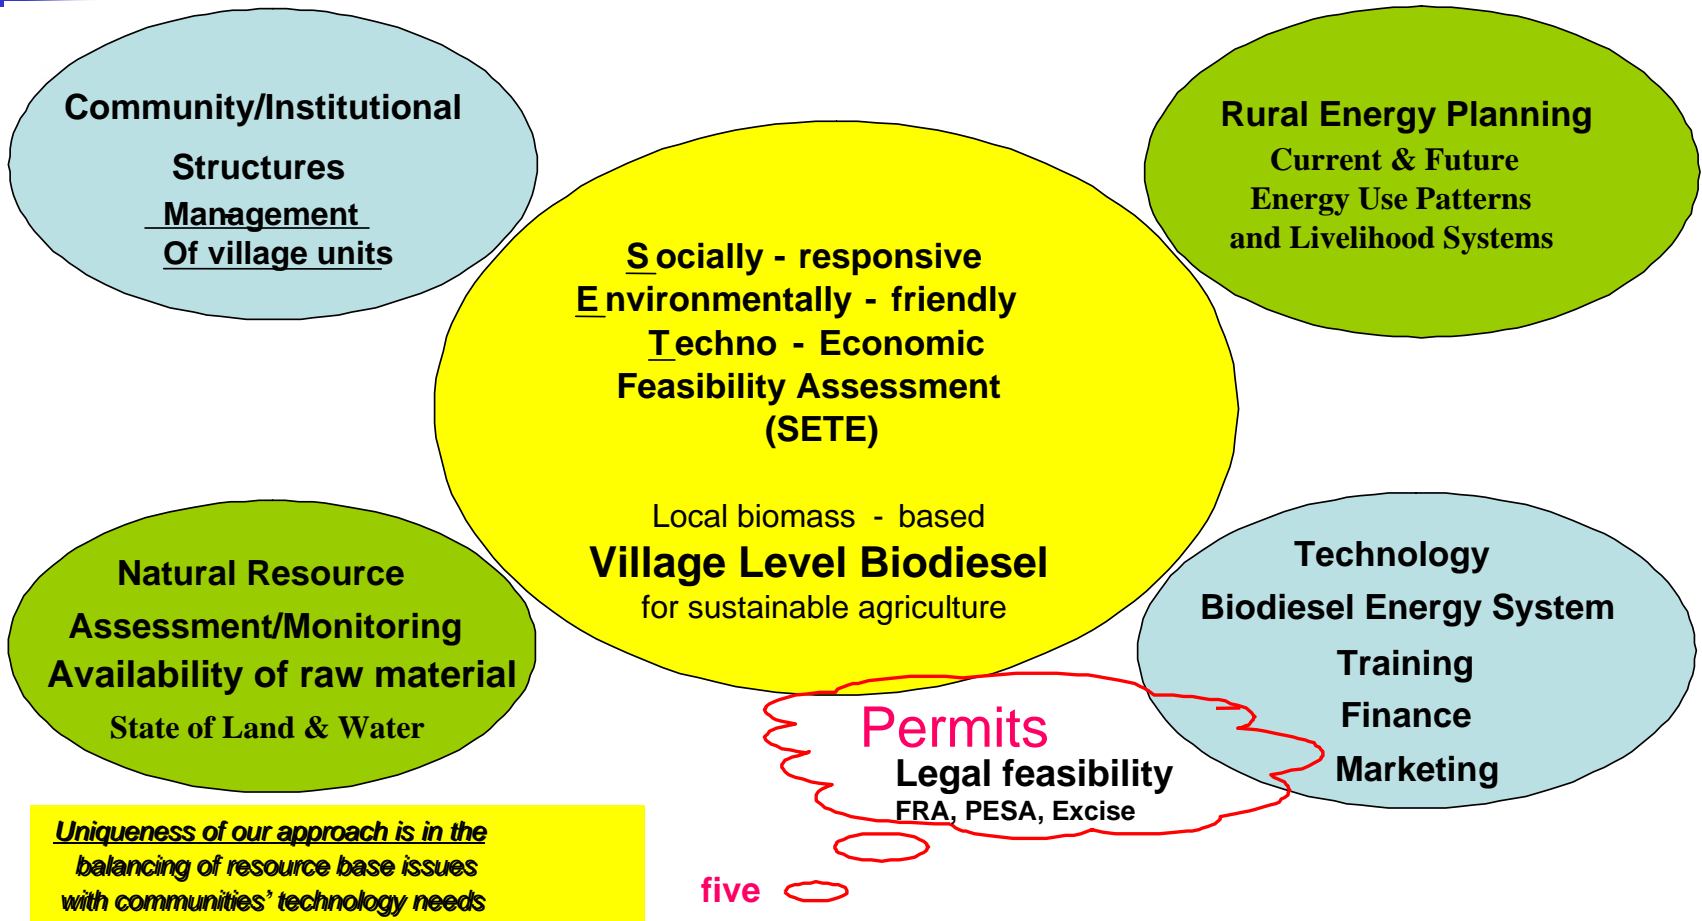 Community/Institutional
Structures
Management
Of village units
Rural Energy Planning
Current & Future
Energy Use Patterns
and Livelihood Systems
Socially - responsive
Environmentally - friendly
Techno - Economic
Feasibility Assessment
(SETE)
Local biomass - based
Village Level Biodiesel
for sustainable agriculture
Natural Resource
Assessment/Monitoring
Availability of raw material
State of Land & Water
Technology
Biodiesel Energy System
Training
Finance
Marketing
Permits
Legal feasibility
FRA, PESA, Excise
five
Uniqueness of our approach is in the
balancing of resource base issues
with communities’ technology needs